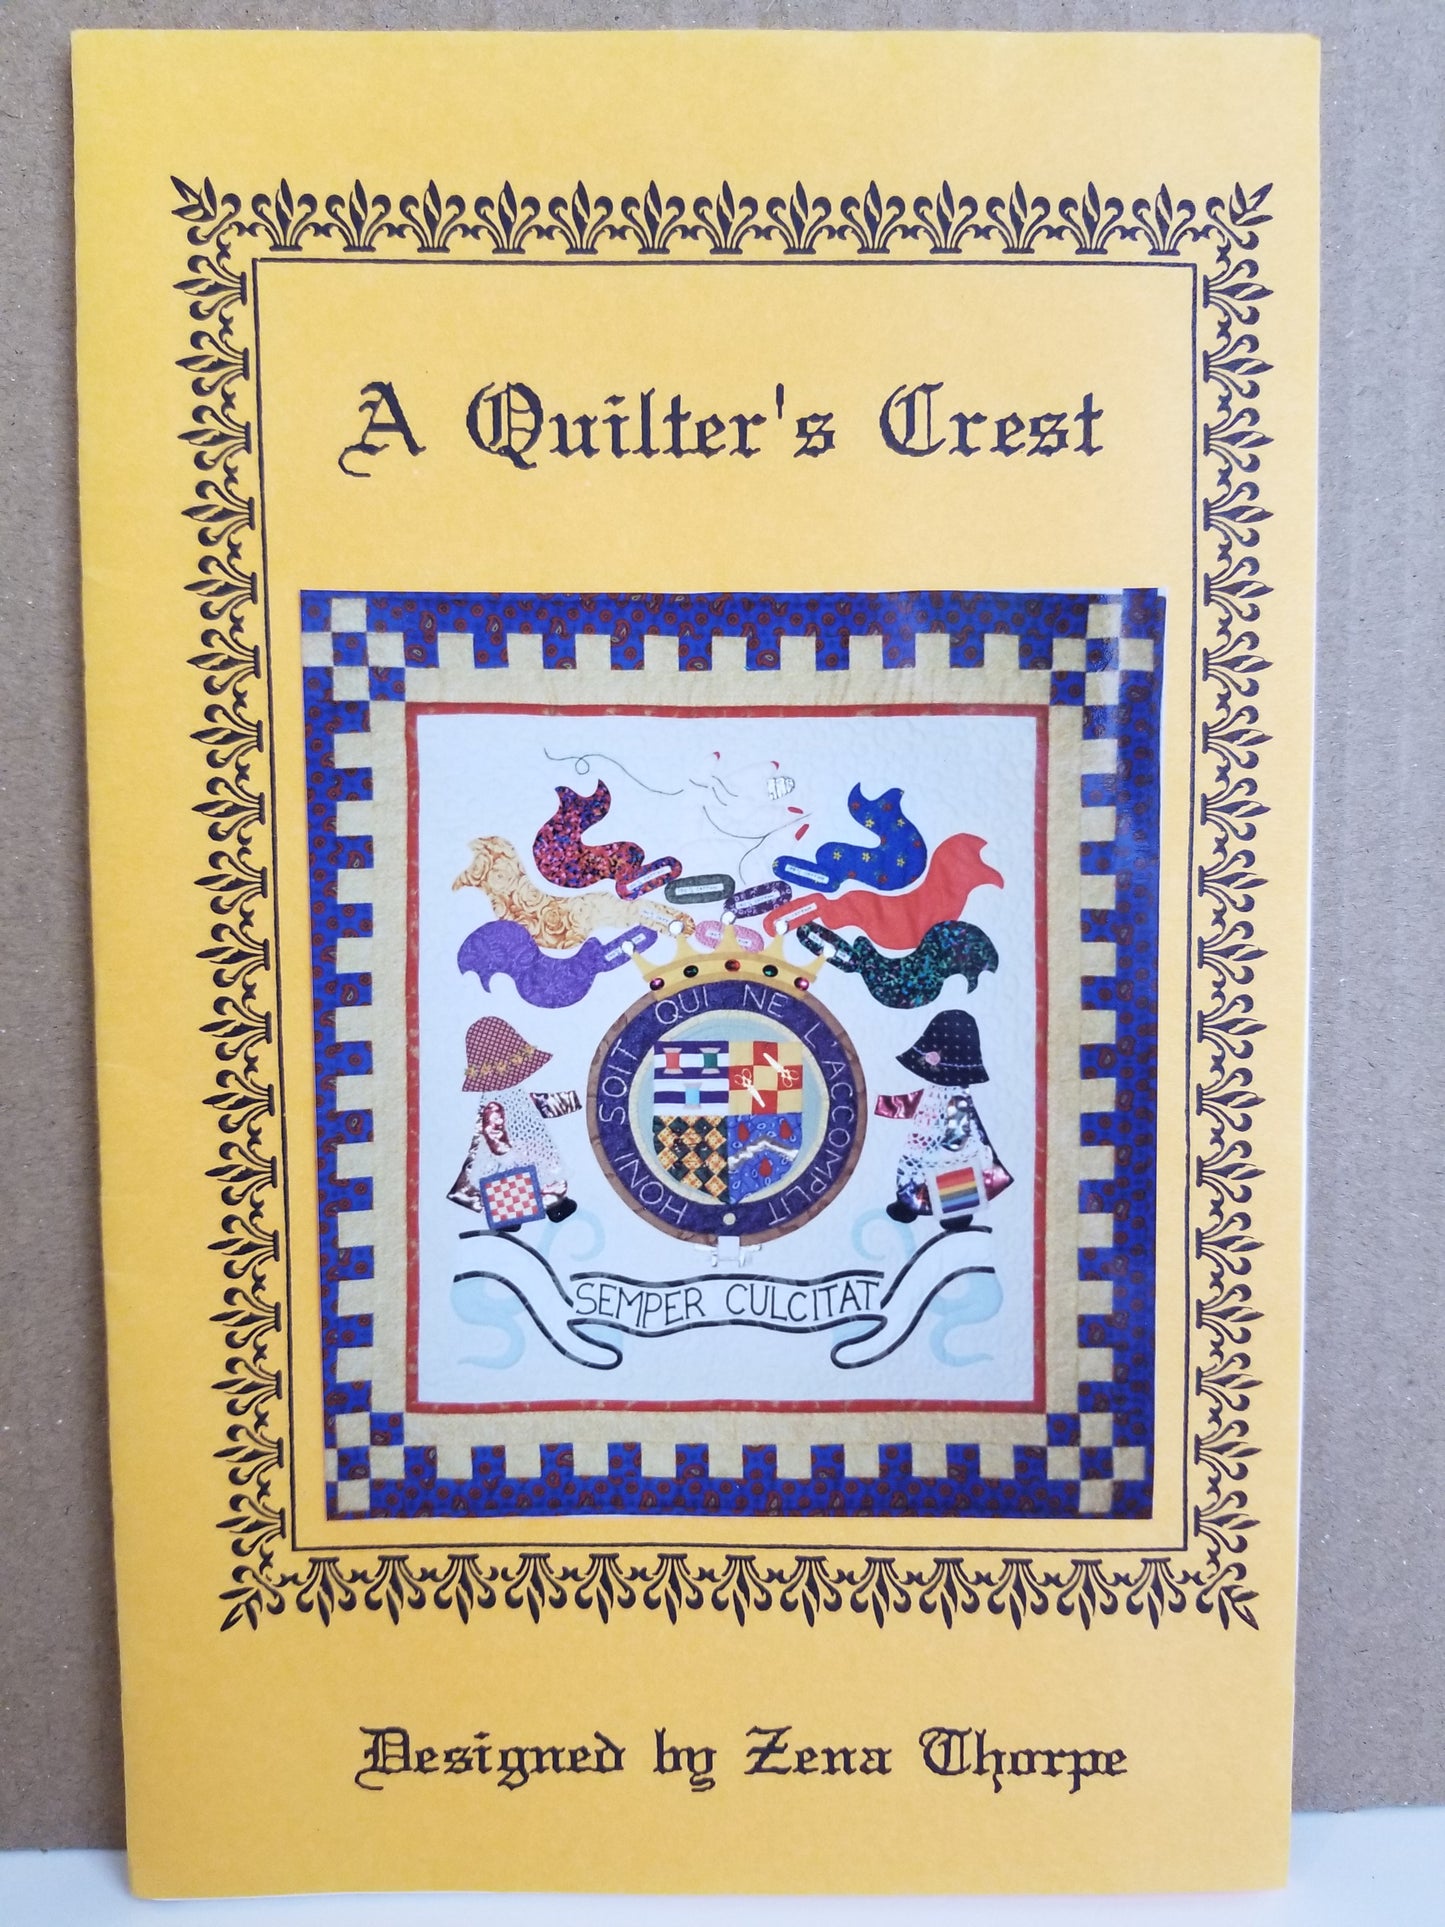 A Quilter's Crest
HONI SOIT QUI NE L'ACCOMPLIT
SEMPER CULCITAT
Designed by Zena Thorpe